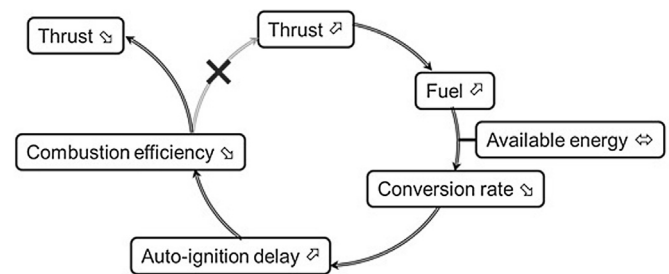 Thrust ⬂
Thrust ⬀
Fuel ⬀
Available energy ⬄
Combustion efficiency ⬂
Conversion rate ⬂
Auto-ignition delay ⬀